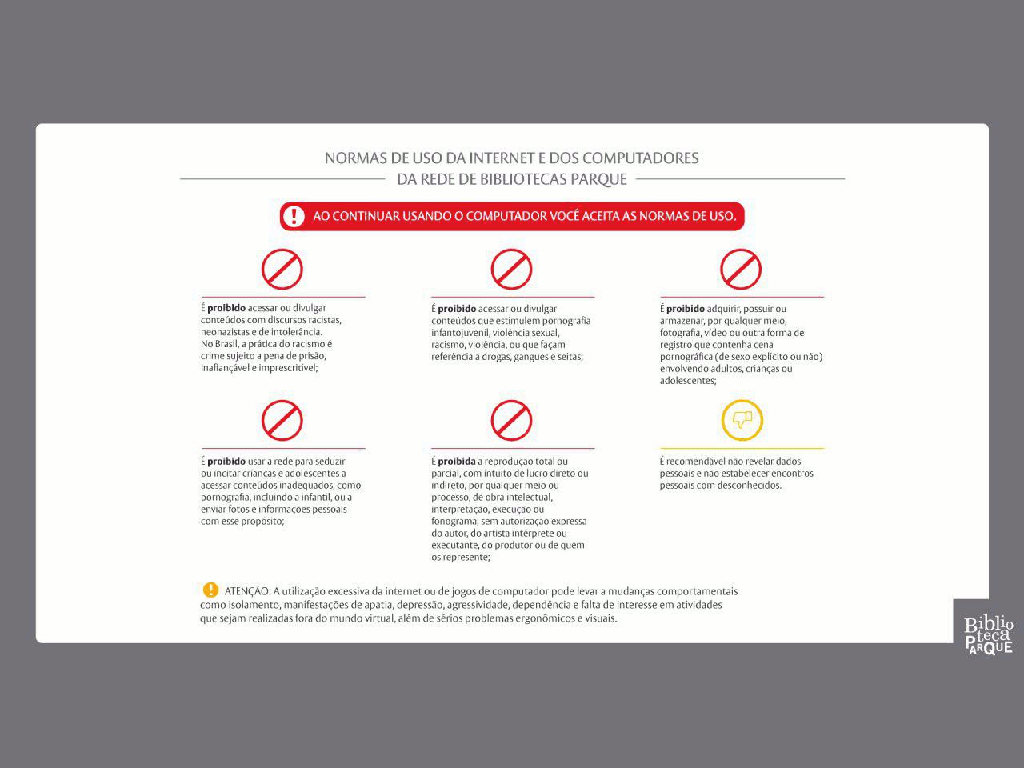 NORMAS DE USO DA INTERNET E DOS COMPUTADORES
DA REDE DE BIBLIOTECAS PARQUE
! AO CONTINUAR USANDO O COMPUTADOR VOCÊ ACEITA AS NORMAS DE USO.
É proibido acessar ou divulgar
conteúdos com discursos racistas,
neonazistas e de intolerância.
No Brasil, a prática do racismo é
crime sujeito a pena de prisão,
inafiançável e imprescritível;
É proibido acessar ou divulgar
conteúdos que estimulem pornografia
infantojuvenil, violência sexual,
racismo, violência, ou que façam
referência a drogas, gangues e seitas;
É proibido adquirir, possuir ou
armazenar, por qualquer meio,
fotografia, vídeo ou outra forma de
registro que contenha cena
pornográfica (de sexo explícito ou não)
envolvendo adultos, crianças ou
adolescentes;
É proibido usar a rede para seduzir
ou incitar crianças e adolescentes a
acessar conteúdos inadequados, como
pornografia, incluindo a infantil, ou a
enviar fotos e informações pessoais
com esse propósito;
É proibida a reprodução total ou
parcial, com intuito de lucro direto ou
indireto, por qualquer meio ou
processo, de obra intelectual,
interpretação, execução ou
fonograma, sem autorização expressa
do autor, do artista intérprete ou
executante, do produtor ou de quem
os represente;
É recomendável não revelar dados
pessoais e não estabelecer encontros
pessoais com desconhecidos.
! ATENÇÃO: A utilização excessiva da internet ou de jogos de computador pode levar a mudanças comportamentais
como isolamento, manifestações de apatia, depressão, agressividade, dependência e falta de interesse em atividades
que sejam realizadas fora do mundo virtual, além de sérios problemas ergonômicos e visuais.
Biblio
teca
PARQUE